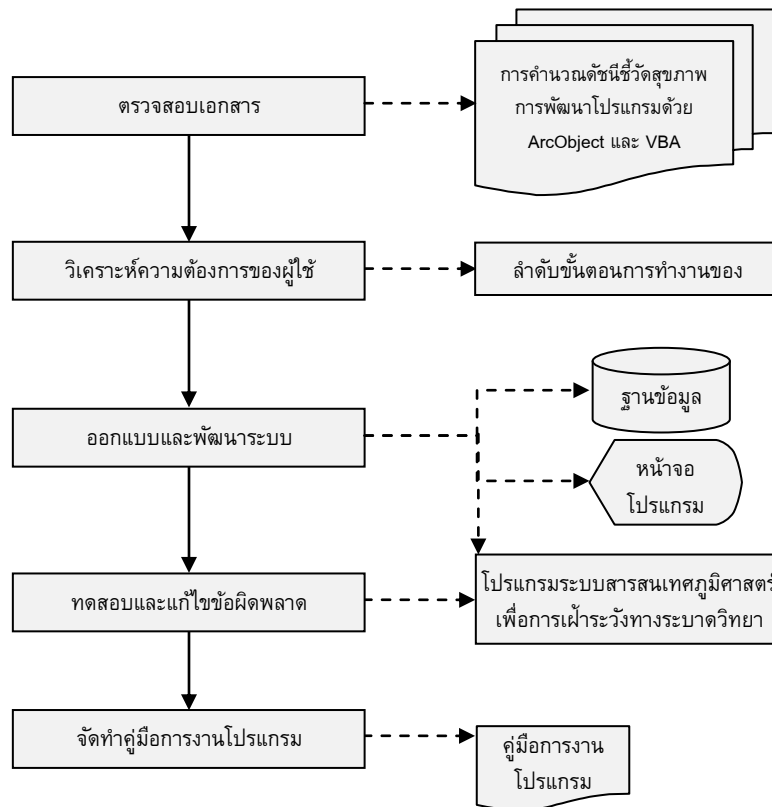 ตรวจสอบเอกสาร
การคำนวณดัชนีชี้วัดสุขภาพ
การพัฒนาโปรแกรมด้วย
ArcObject และ VBA
วิเคราะห์ความต้องการของผู้ใช้
ลำดับขั้นตอนการทำงานของ
ออกแบบและพัฒนาระบบ
ฐานข้อมูล
หน้าจอ
โปรแกรม
ทดสอบและแก้ไขข้อผิดพลาด
โปรแกรมระบบสารสนเทศภูมิศาสตร์
เพื่อการเฝ้าระวังทางระบาดวิทยา
จัดทำคู่มือการงานโปรแกรม
คู่มือการงาน
โปรแกรม